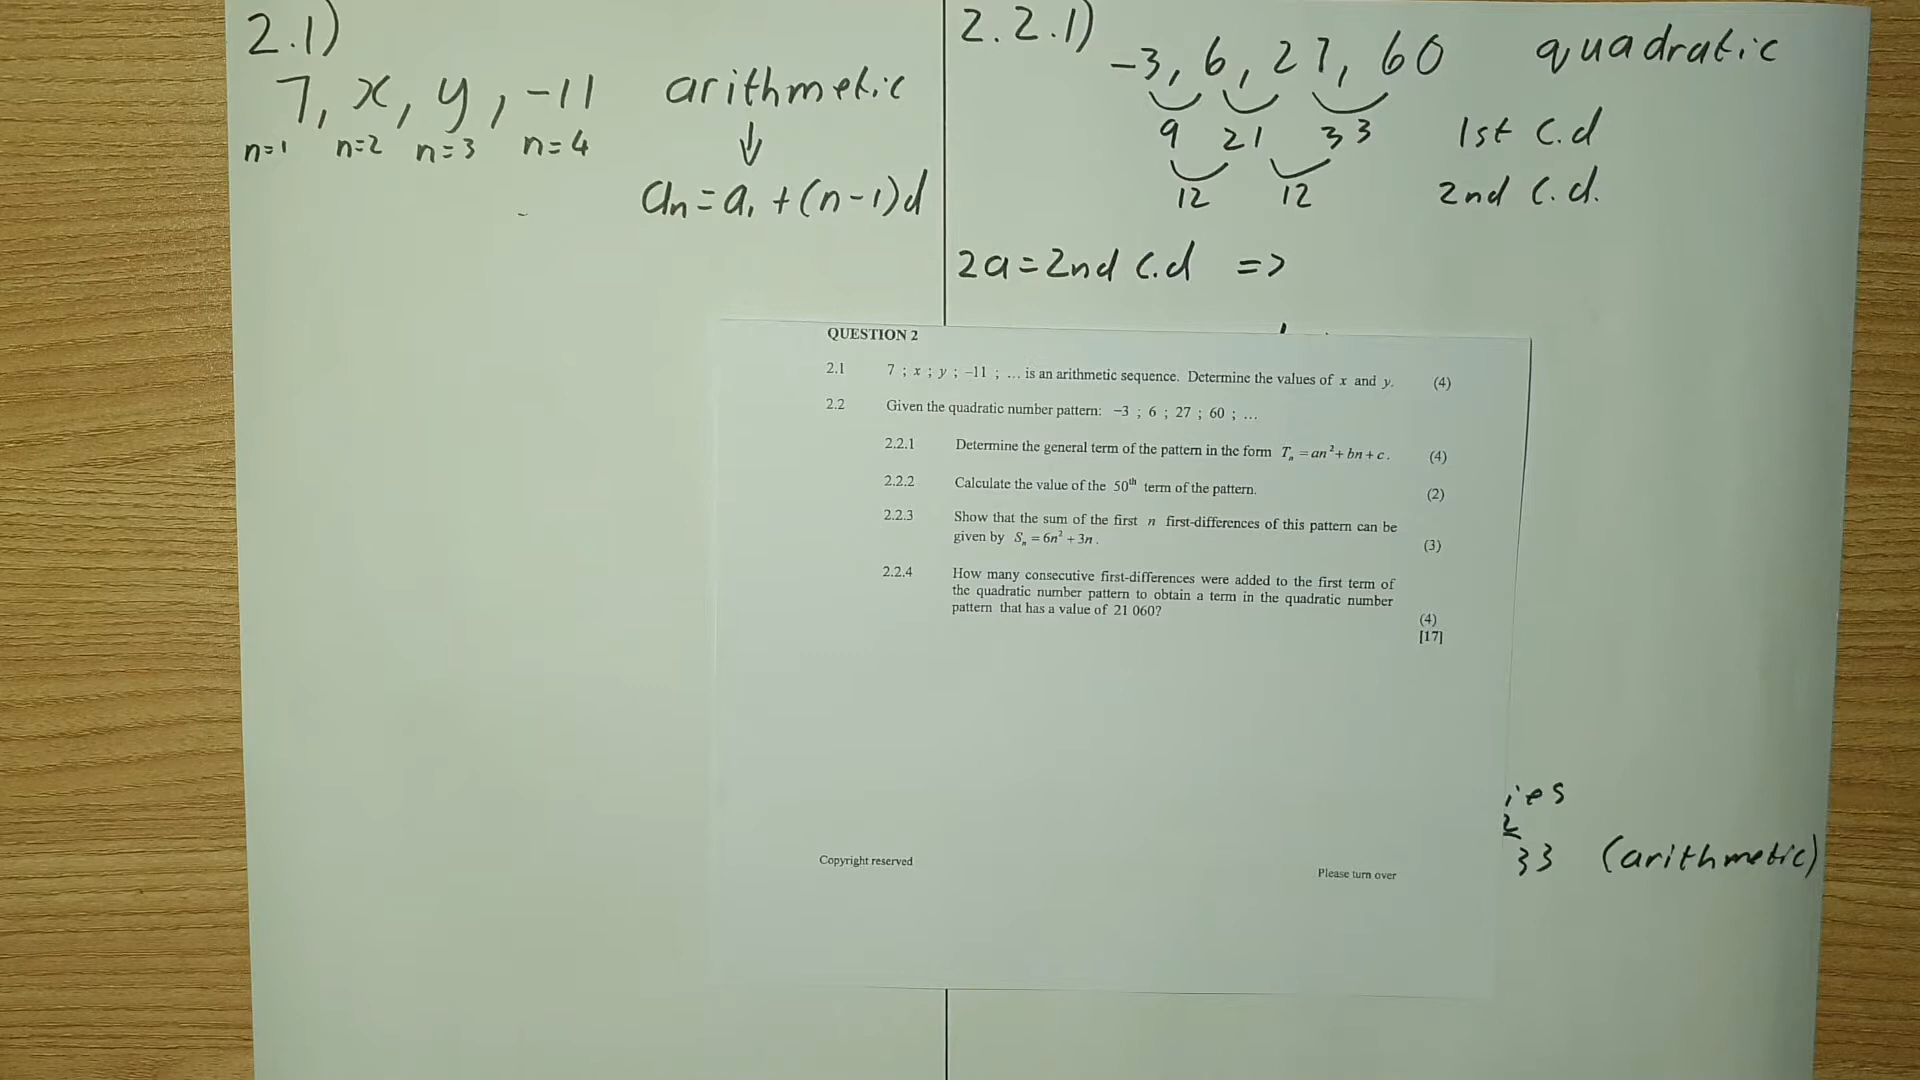 2.1)
7, x, y, -11 arithmetic
n=1 n=2 n=3 n=4
↓
an = a1 + (n-1)d
2.2.1)
-3, 6, 27, 60 quadratic
9 21 33 1st C.d
12 12 2nd C.d.
2a = 2nd C.d =>
QUESTION 2
2.1 7 ; x ; y ; −11 ; … is an arithmetic sequence. Determine the values of x and y. (4)
2.2 Given the quadratic number pattern: −3 ; 6 ; 27 ; 60 ; …
2.2.1 Determine the general term of the pattern in the form Tₙ = an² + bn + c. (4)
2.2.2 Calculate the value of the 50th term of the pattern. (2)
2.2.3 Show that the sum of the first n first-differences of this pattern can be
given by Sₙ = 6n² + 3n. (3)
2.2.4 How many consecutive first-differences were added to the first term of
the quadratic number pattern to obtain a term in the quadratic number
pattern that has a value of 21 060? (4)
[17]
ies
2
33 (arithmetic)
Copyright reserved
Please turn over